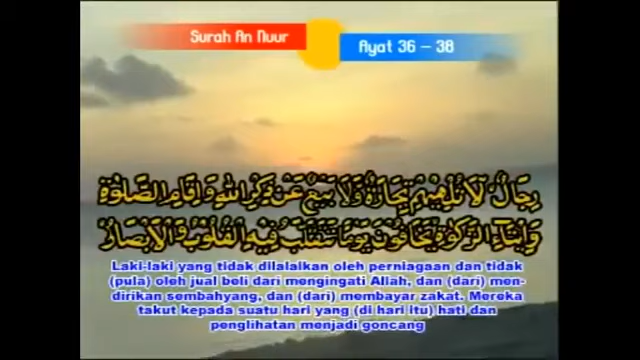 Surah An Nuur
Ayat 36 – 38
رِجَالٌ لَّا تُلْهِيهِمْ تِجَارَةٌ وَلَا بَيْعٌ عَنْ ذِكْرِ اللَّهِ وَإِقَامِ الصَّلَوٰةِ
وَإِيتَاءِ الزَّكَوٰةِ يَخَافُونَ يَوْمًا تَتَقَلَّبُ فِيهِ الْقُلُوبُ وَالْأَبْصَارُ
Laki-laki yang tidak dilalaikan oleh perniagaan dan tidak
(pula) oleh jual beli dari mengingati Allah, dan (dari) men-
dirikan sembahyang, dan (dari) membayar zakat. Mereka
takut kepada suatu hari yang (di hari itu) hati dan
penglihatan menjadi goncang